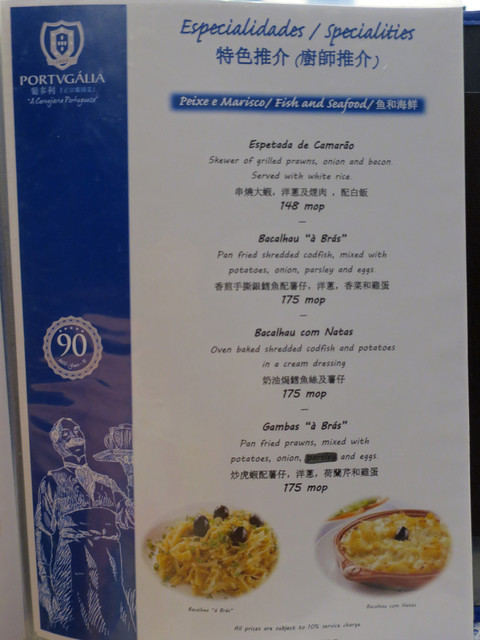 Especialidades / Specialities
特色推介 (廚師推介)
PORTVGÁLIA
葡多利
"A Cervejaria Portuguesa"
Peixe e Marisco/ Fish and Seafood/ 鱼和海鲜
Espetada de Camarão
Skewer of grilled prawns, onion and bacon.
Served with white rice.
串燒大蝦, 洋蔥及煙肉 , 配白飯
148 mop
—
Bacalhau "à Brás"
Pan fried shredded codfish, mixed with
potatoes, onion, parsley and eggs.
香煎手撕銀鱈魚配薯仔, 洋蔥, 香菜和雞蛋
175 mop
—
Bacalhau com Natas
Oven baked shredded codfish and potatoes
in a cream dressing
奶油焗鱈魚絲及薯仔
175 mop
—
Gambas "à Brás"
Pan fried prawns, mixed with
potatoes, onion, parsley and eggs.
炒虎蝦配薯仔, 洋蔥, 荷蘭芹和雞蛋
175 mop
90
Bacalhau "à Brás"
Bacalhau com Natas
All prices are subject to 10% service charge